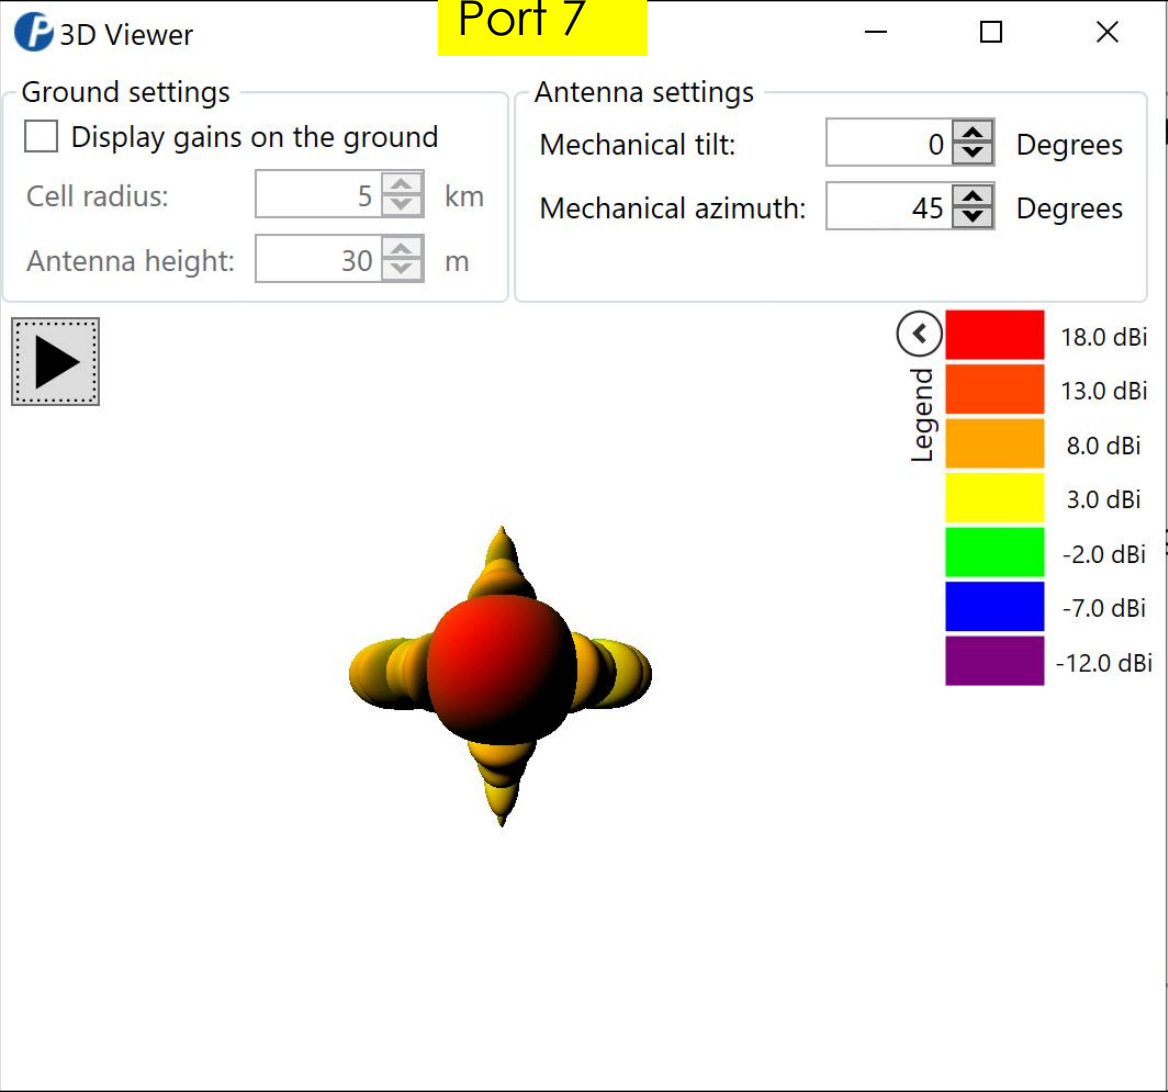 Port 7
3D Viewer
Ground settings
Display gains on the ground
Cell radius: 5 km
Antenna height: 30 m
Antenna settings
Mechanical tilt: 0 Degrees
Mechanical azimuth: 45 Degrees
Legend
18.0 dBi
13.0 dBi
8.0 dBi
3.0 dBi
-2.0 dBi
-7.0 dBi
-12.0 dBi